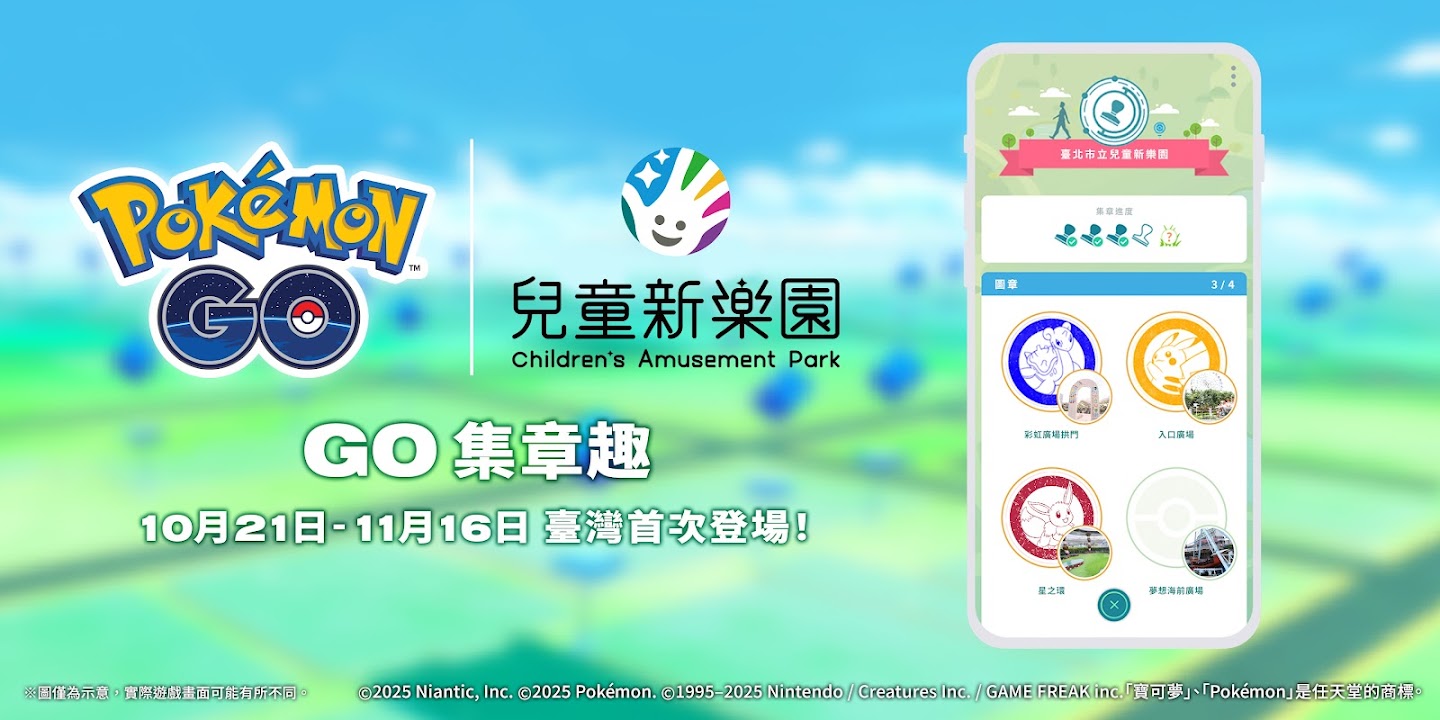 POKéMON
GO
TM
兒童新樂園
Children's Amusement Park
GO 集章趣
10月21日-11月16日 臺灣首次登場!
臺北市立兒童新樂園
集章進度
?
圖章
3 / 4
彩虹廣場拱門
入口廣場
星之環
夢想海前廣場
※圖僅為示意，實際遊戲畫面可能有所不同。
©2025 Niantic, Inc. ©2025 Pokémon. ©1995–2025 Nintendo / Creatures Inc. / GAME FREAK inc.「寶可夢」、「Pokémon」是任天堂的商標。